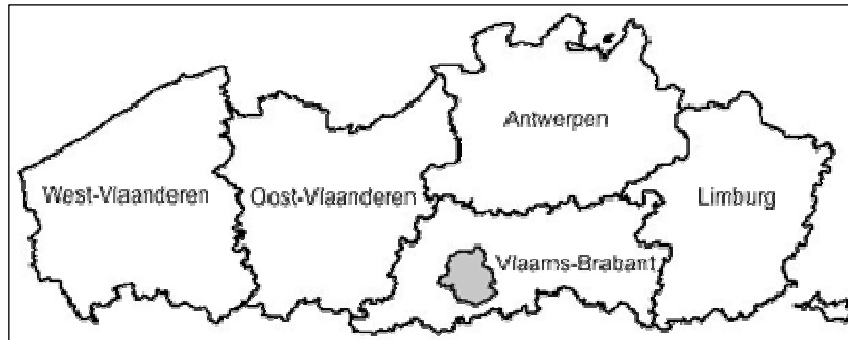 Antwerpen
West-Vlaanderen
Oost-Vlaanderen
Limburg
Vlaams-Brabant